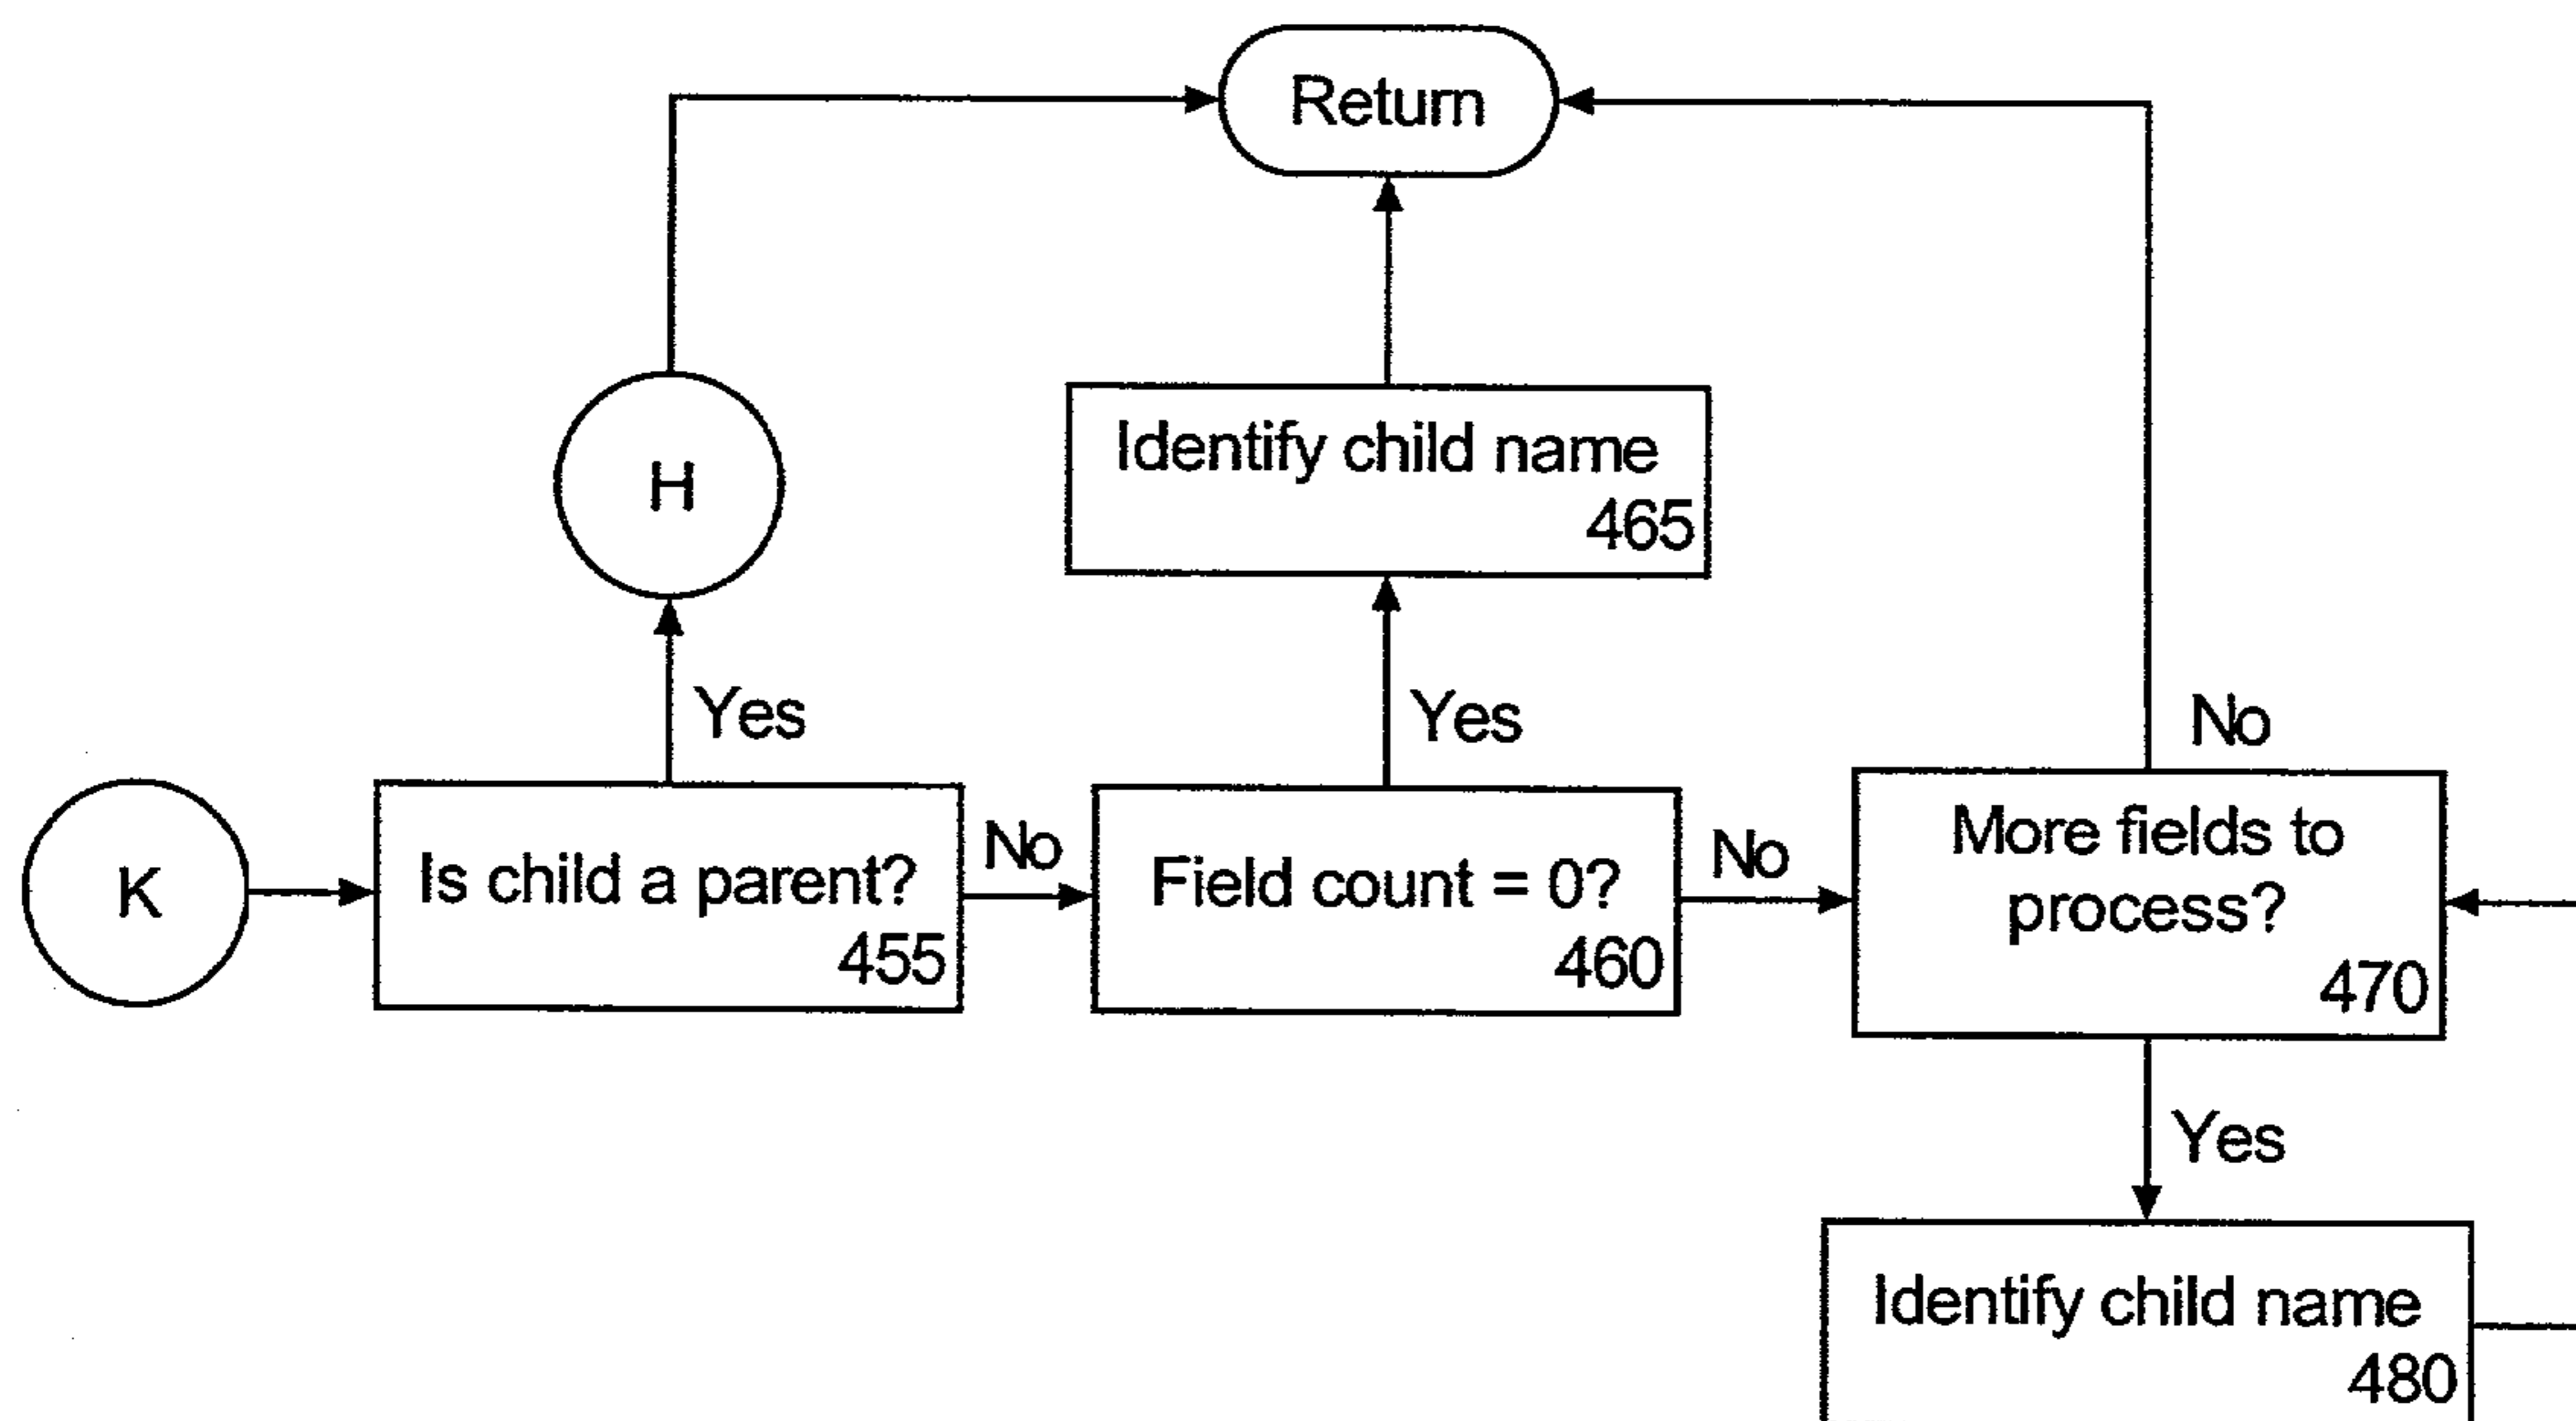 Return
H
Identify child name
465
Yes
Yes
No
K
Is child a parent?
455
No
Field count = 0?
460
No
More fields to
process?
470
Yes
Identify child name
480